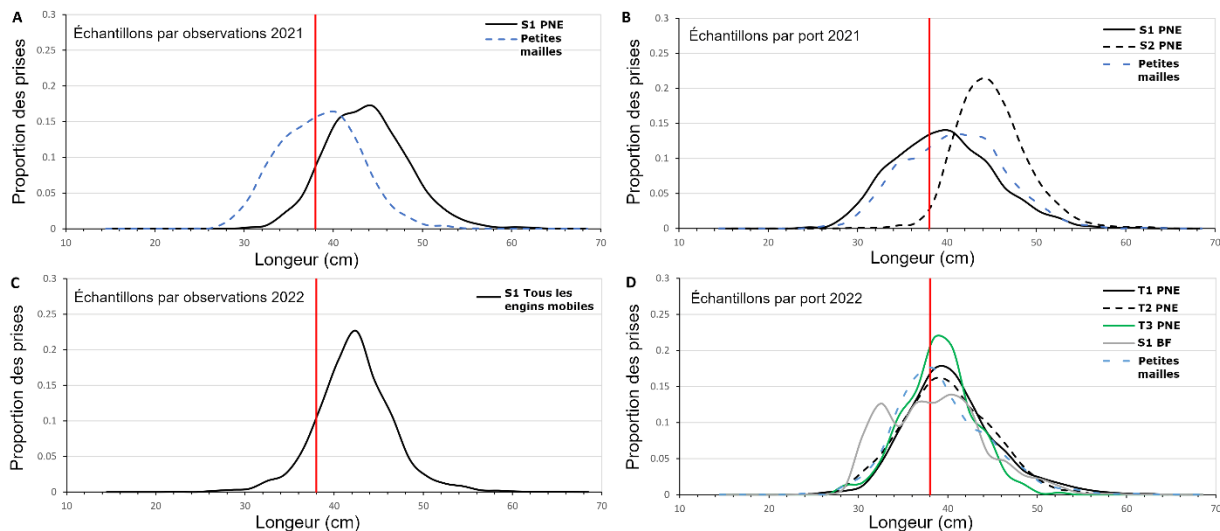 A
Échantillons par observations 2021
S1 PNE
Petites
mailles
Proportion des prises
0.3
0.25
0.2
0.15
0.1
0.05
0
10 20 30 40 50 60 70
Longeur (cm)
B
Échantillons par port 2021
S1 PNE
S2 PNE
Petites
mailles
Proportion des prises
0.3
0.25
0.2
0.15
0.1
0.05
0
10 20 30 40 50 60 70
Longeur (cm)
C
Échantillons par observations 2022
S1 Tous les
engins mobiles
Proportion des prises
0.3
0.25
0.2
0.15
0.1
0.05
0
10 20 30 40 50 60 70
Longeur (cm)
D
Échantillons par port 2022
T1 PNE
T2 PNE
T3 PNE
S1 BF
Petites
mailles
Proportion des prises
0.3
0.25
0.2
0.15
0.1
0.05
0
10 20 30 40 50 60 70
Longeur (cm)